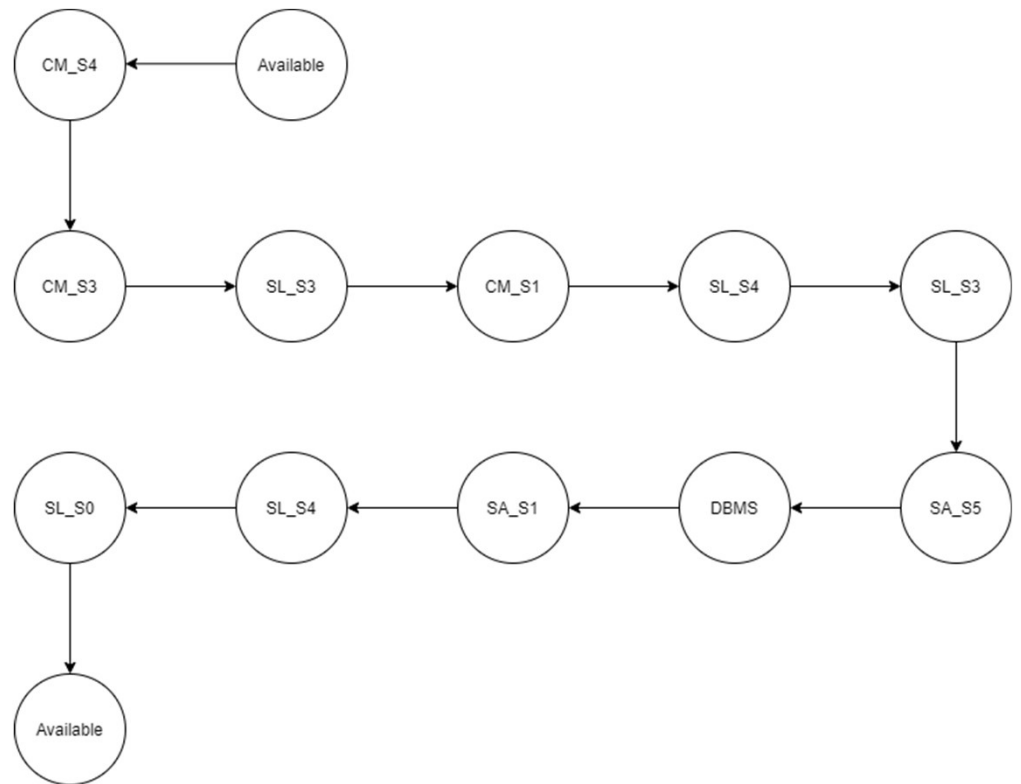 CM_S4
Available
CM_S3
SL_S3
CM_S1
SL_S4
SL_S3
SL_S0
SL_S4
SA_S1
DBMS
SA_S5
Available